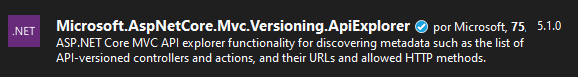 .NET
Microsoft.AspNetCore.Mvc.Versioning.ApiExplorer por Microsoft, 75, 5.1.0
ASP.NET Core MVC API explorer functionality for discovering metadata such as the list of
API-versioned controllers and actions, and their URLs and allowed HTTP methods.